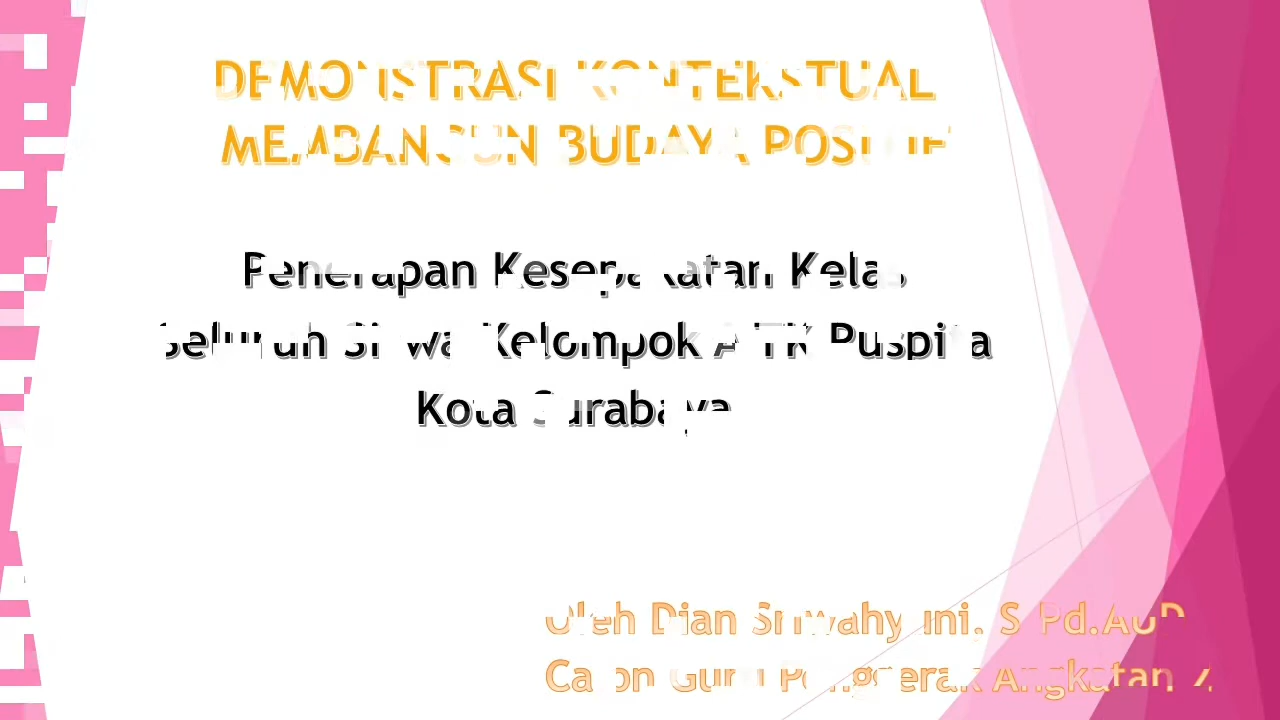 DEMONSTRASI KONTEKSTUAL
MEMBANGUN BUDAYA POSITIF
Penerapan Kesepakatan Kelas
Seluruh Siswa Kelompok A TK Puspita
Kota Surabaya
Oleh Dian Sriwahyuni, S.Pd.AUD
Calon Guru Penggerak Angkatan